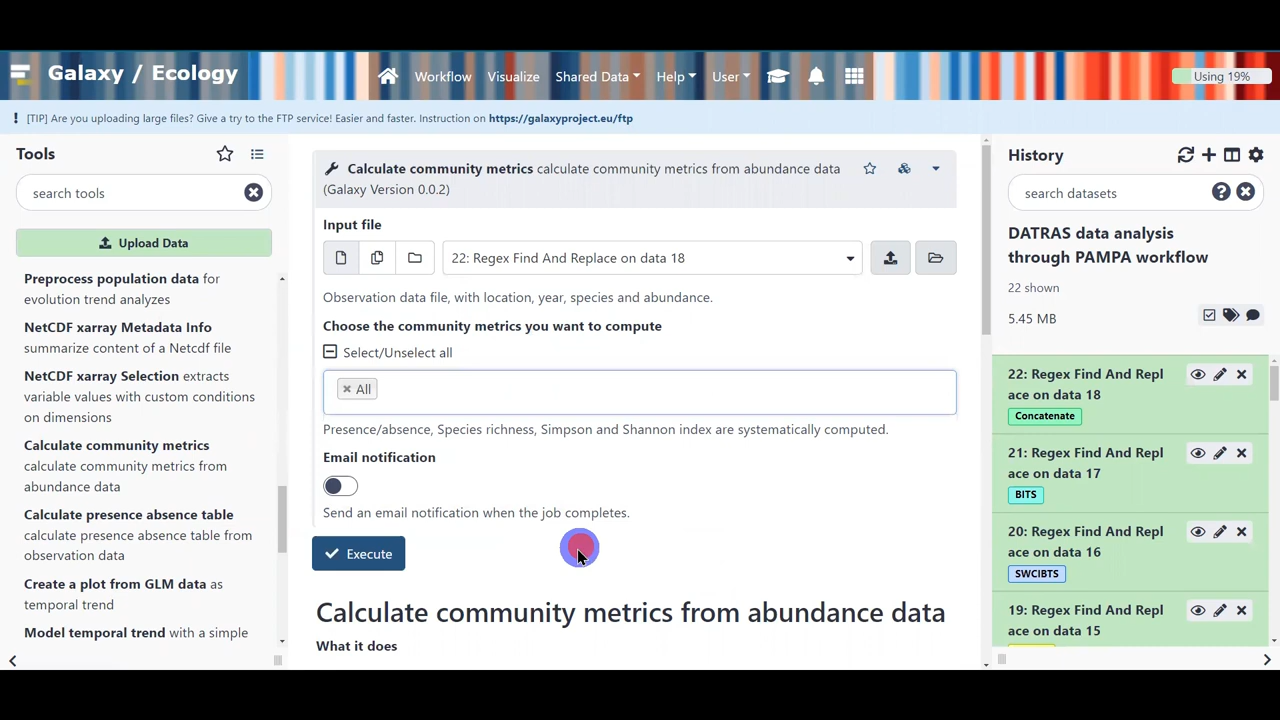 Galaxy / Ecology
Workflow Visualize Shared Data Help User
Using 19%
! [TIP] Are you uploading large files? Give a try to the FTP service! Easier and faster. Instruction on https://galaxyproject.eu/ftp
Tools
search tools
Upload Data
Preprocess population data for
evolution trend analyzes
NetCDF xarray Metadata Info
summarize content of a Netcdf file
NetCDF xarray Selection extracts
variable values with custom conditions
on dimensions
Calculate community metrics
calculate community metrics from
abundance data
Calculate presence absence table
calculate presence absence table from
observation data
Create a plot from GLM data as
temporal trend
Model temporal trend with a simple
Calculate community metrics calculate community metrics from abundance data
(Galaxy Version 0.0.2)
Input file
22: Regex Find And Replace on data 18
Observation data file, with location, year, species and abundance.
Choose the community metrics you want to compute
Select/Unselect all
× All
Presence/absence, Species richness, Simpson and Shannon index are systematically computed.
Email notification
Send an email notification when the job completes.
Execute
Calculate community metrics from abundance data
What it does
History
search datasets
DATRAS data analysis
through PAMPA workflow
22 shown
5.45 MB
22: Regex Find And Repl
ace on data 18
Concatenate
21: Regex Find And Repl
ace on data 17
BITS
20: Regex Find And Repl
ace on data 16
SWCIBTS
19: Regex Find And Repl
ace on data 15